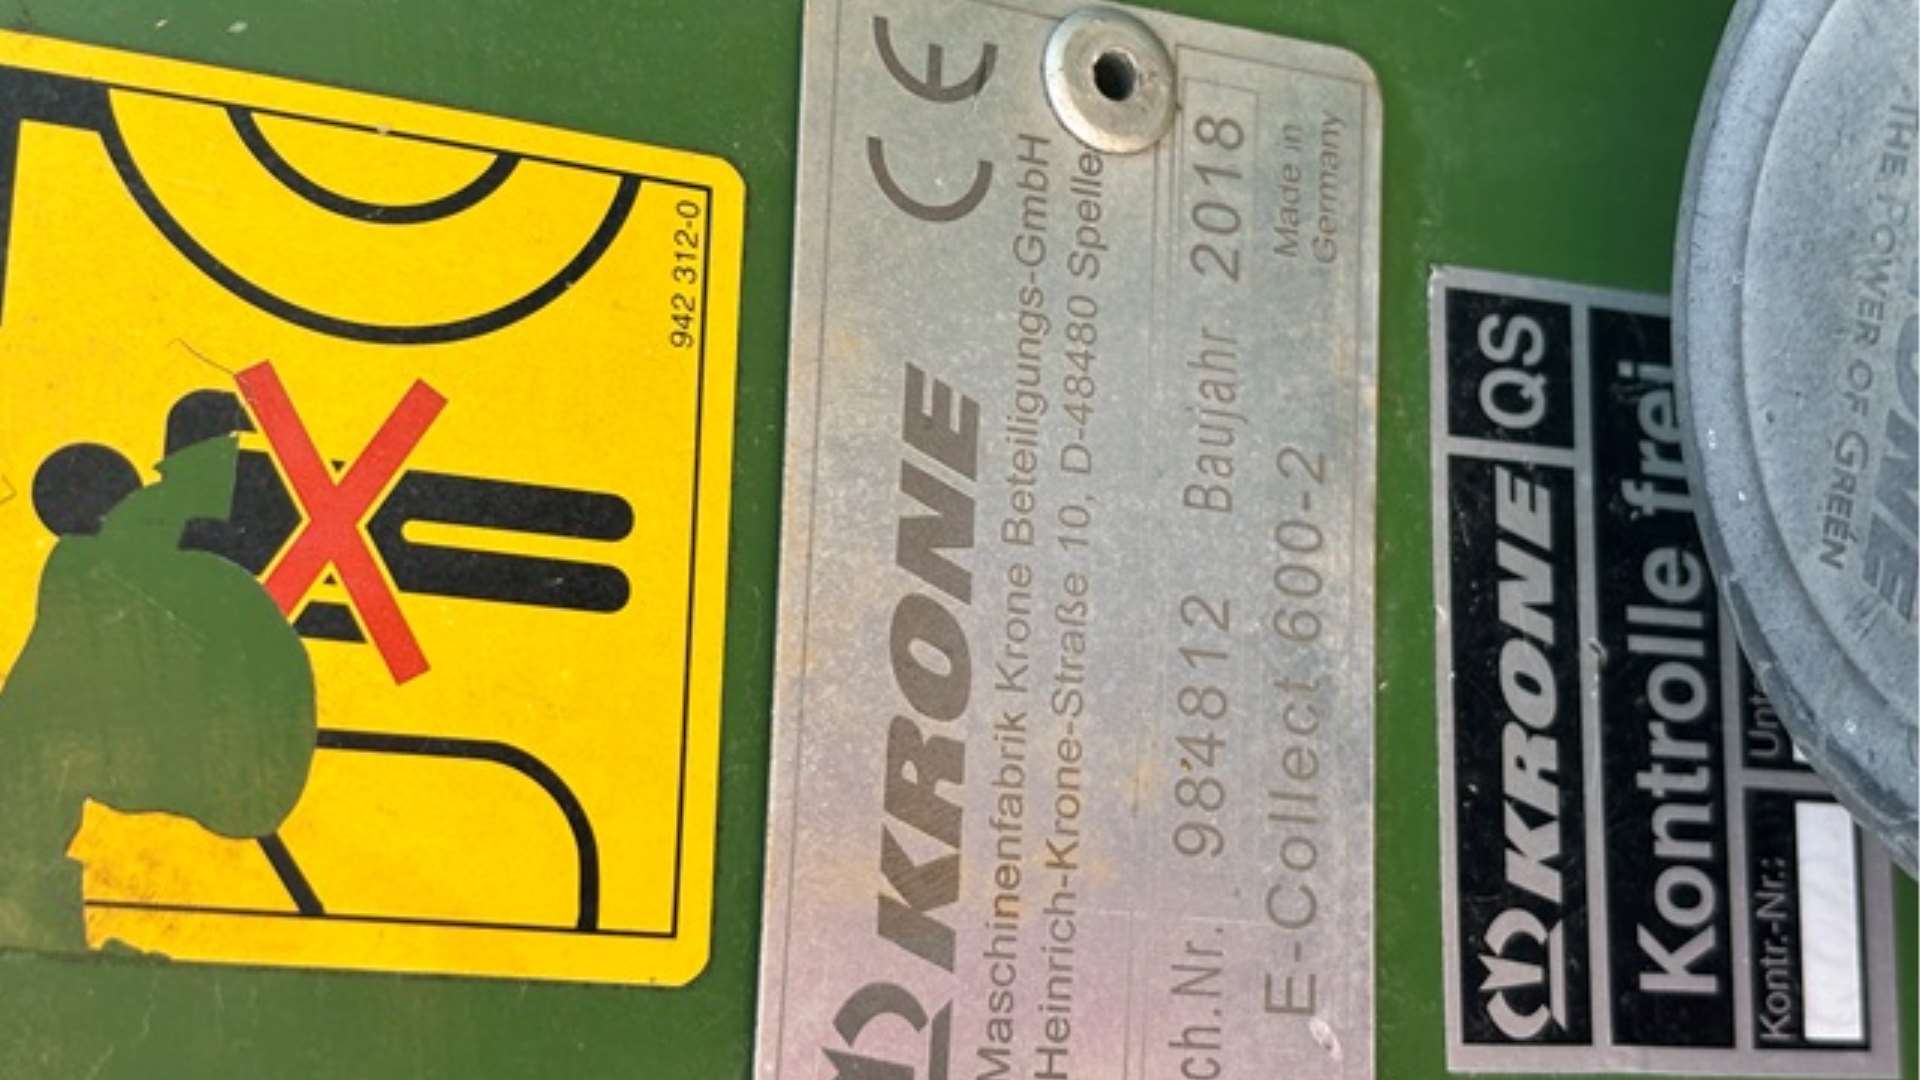 942 312-0
CE
KRONE
Maschinenfabrik Krone Beteiligungs-GmbH
Heinrich-Krone-Straße 10, D-48480 Spelle
ch.Nr. 984812 Baujahr 2018
E-Collect 600-2
Made in
Germany
KRONE QS
Kontrolle frei
Kontr.-Nr.:
THE POWER OF GREEN